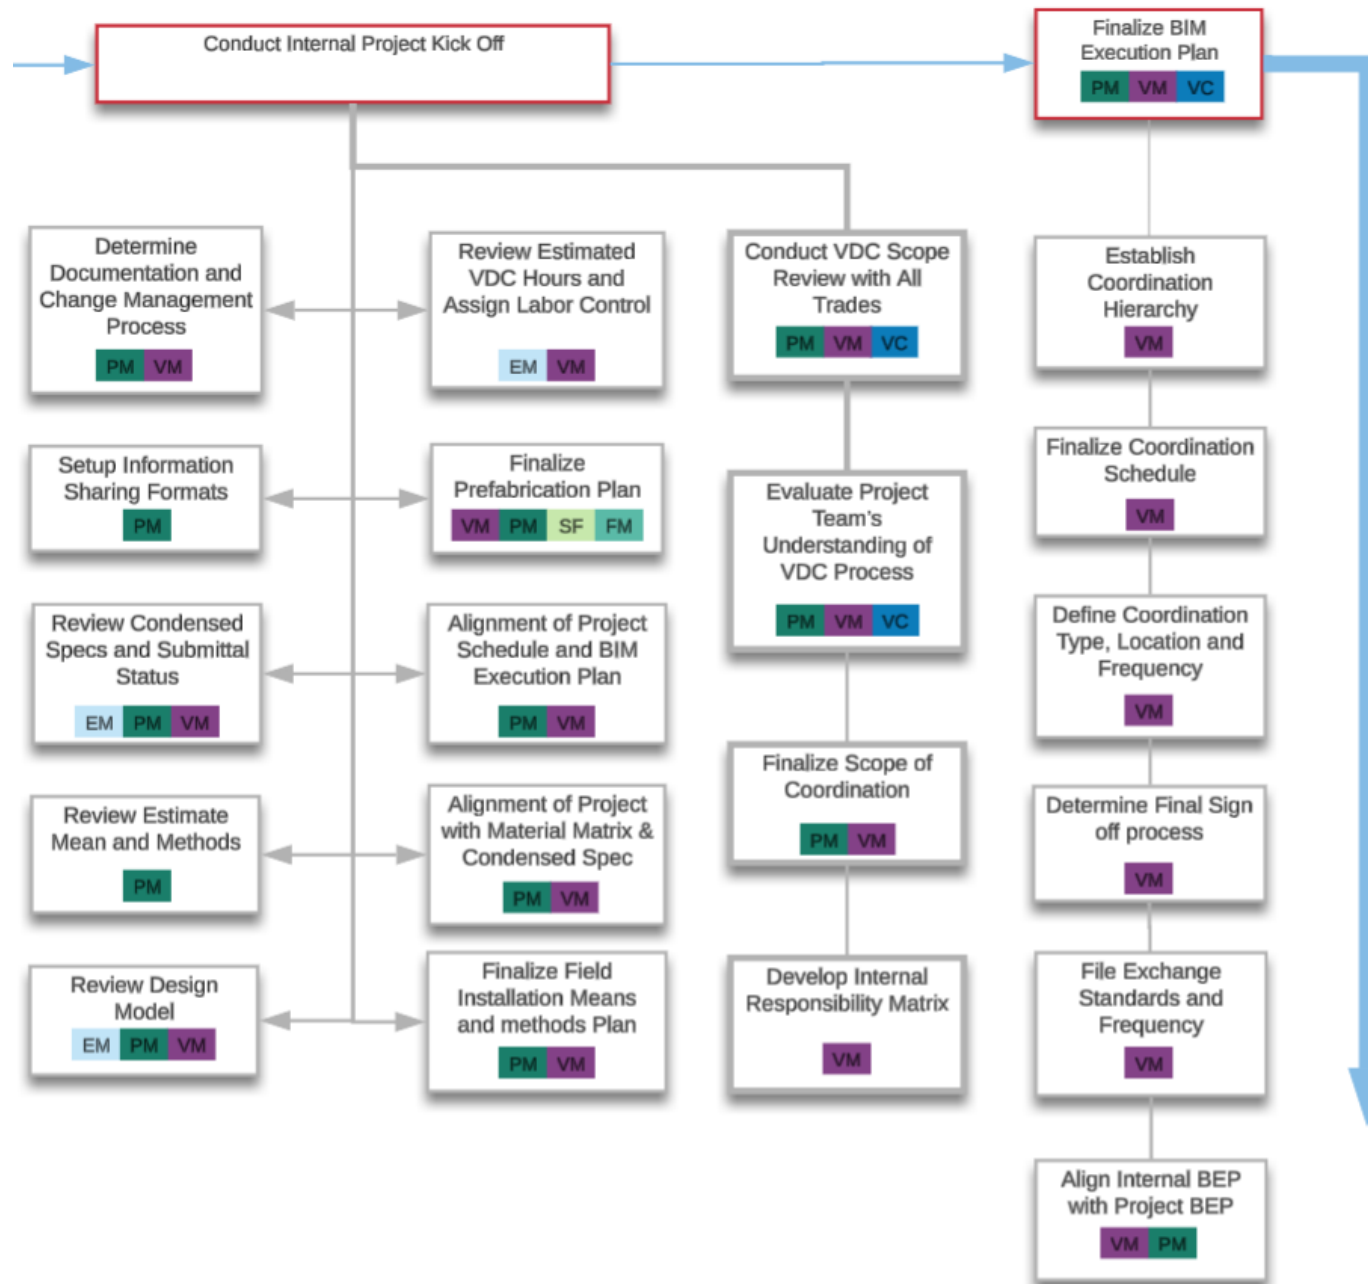 Conduct Internal Project Kick Off
Finalize BIM
Execution Plan
PM VM VC
Determine
Documentation and
Change Management
Process
PM VM
Review Estimated
VDC Hours and
Assign Labor Control
EM VM
Conduct VDC Scope
Review with All
Trades
PM VM VC
Establish
Coordination
Hierarchy
VM
Setup Information
Sharing Formats
PM
Finalize
Prefabrication Plan
VM PM SF FM
Evaluate Project
Team's
Understanding of
VDC Process
PM VM VC
Finalize Coordination
Schedule
VM
Review Condensed
Specs and Submittal
Status
EM PM VM
Alignment of Project
Schedule and BIM
Execution Plan
PM VM
Define Coordination
Type, Location and
Frequency
VM
Review Estimate
Mean and Methods
PM
Alignment of Project
with Material Matrix &
Condensed Spec
PM VM
Finalize Scope of
Coordination
PM VM
Determine Final Sign
off process
VM
Review Design
Model
EM PM VM
Finalize Field
Installation Means
and methods Plan
PM VM
Develop Internal
Responsibility Matrix
VM
File Exchange
Standards and
Frequency
VM
Align Internal BEP
with Project BEP
VM PM